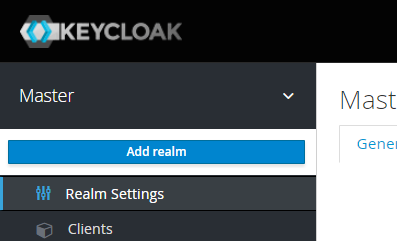 KEYCLOAK
Master
Add realm
Realm Settings
Clients